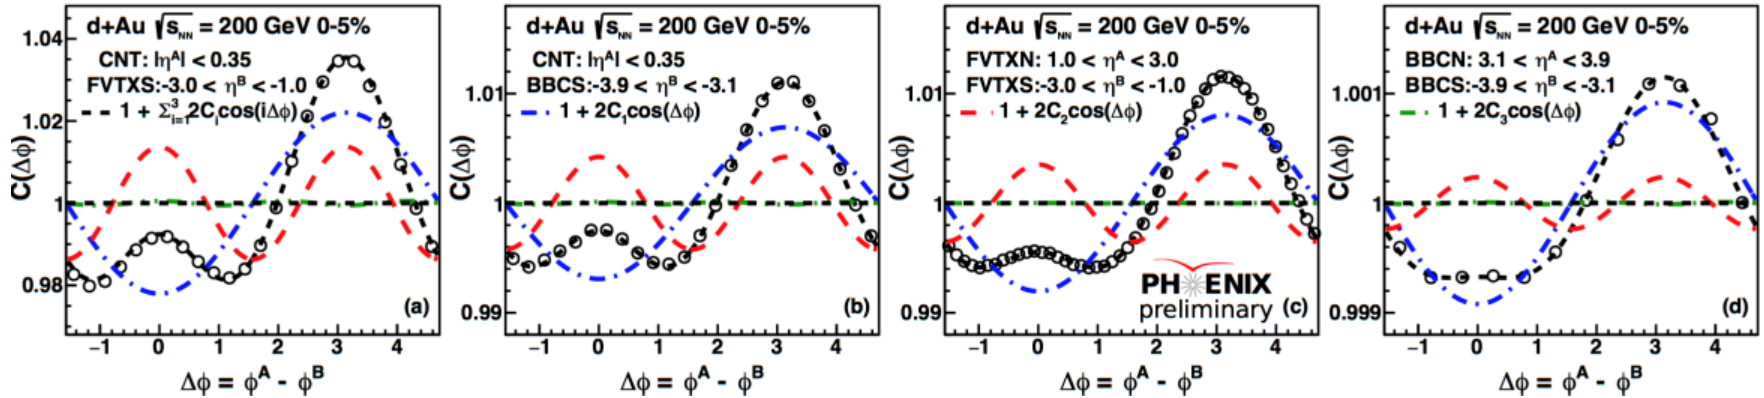 d+Au √s_NN = 200 GeV 0-5%
CNT: |η^A| < 0.35
FVTXS:-3.0 < η^B < -1.0
1 + Σ^3_{i=1} 2C_i cos(iΔϕ)
C(Δϕ)
1.04
1.02
1
0.98
(a)
−1 0 1 2 3 4
Δϕ = ϕ^A - ϕ^B
d+Au √s_NN = 200 GeV 0-5%
CNT: |η^A| < 0.35
BBCS:-3.9 < η^B < -3.1
1 + 2C_1cos(Δϕ)
C(Δϕ)
1.01
1
0.99
(b)
−1 0 1 2 3 4
Δϕ = ϕ^A - ϕ^B
d+Au √s_NN = 200 GeV 0-5%
FVTXN: 1.0 < η^A < 3.0
FVTXS:-3.0 < η^B < -1.0
1 + 2C_2cos(Δϕ)
C(Δϕ)
1.01
1
0.99
PHENIX
preliminary
(c)
−1 0 1 2 3 4
Δϕ = ϕ^A - ϕ^B
d+Au √s_NN = 200 GeV 0-5%
BBCN: 3.1 < η^A < 3.9
BBCS:-3.9 < η^B < -3.1
1 + 2C_3cos(Δϕ)
C(Δϕ)
1.001
1
0.999
(d)
−1 0 1 2 3 4
Δϕ = ϕ^A - ϕ^B